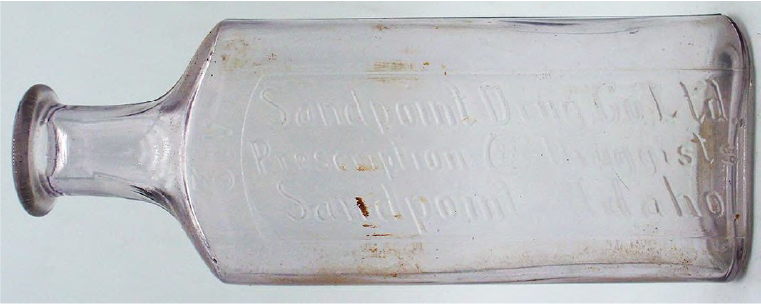 Sandpoint Drug Co. Ltd.
Prescription Druggists
Sandpoint Idaho